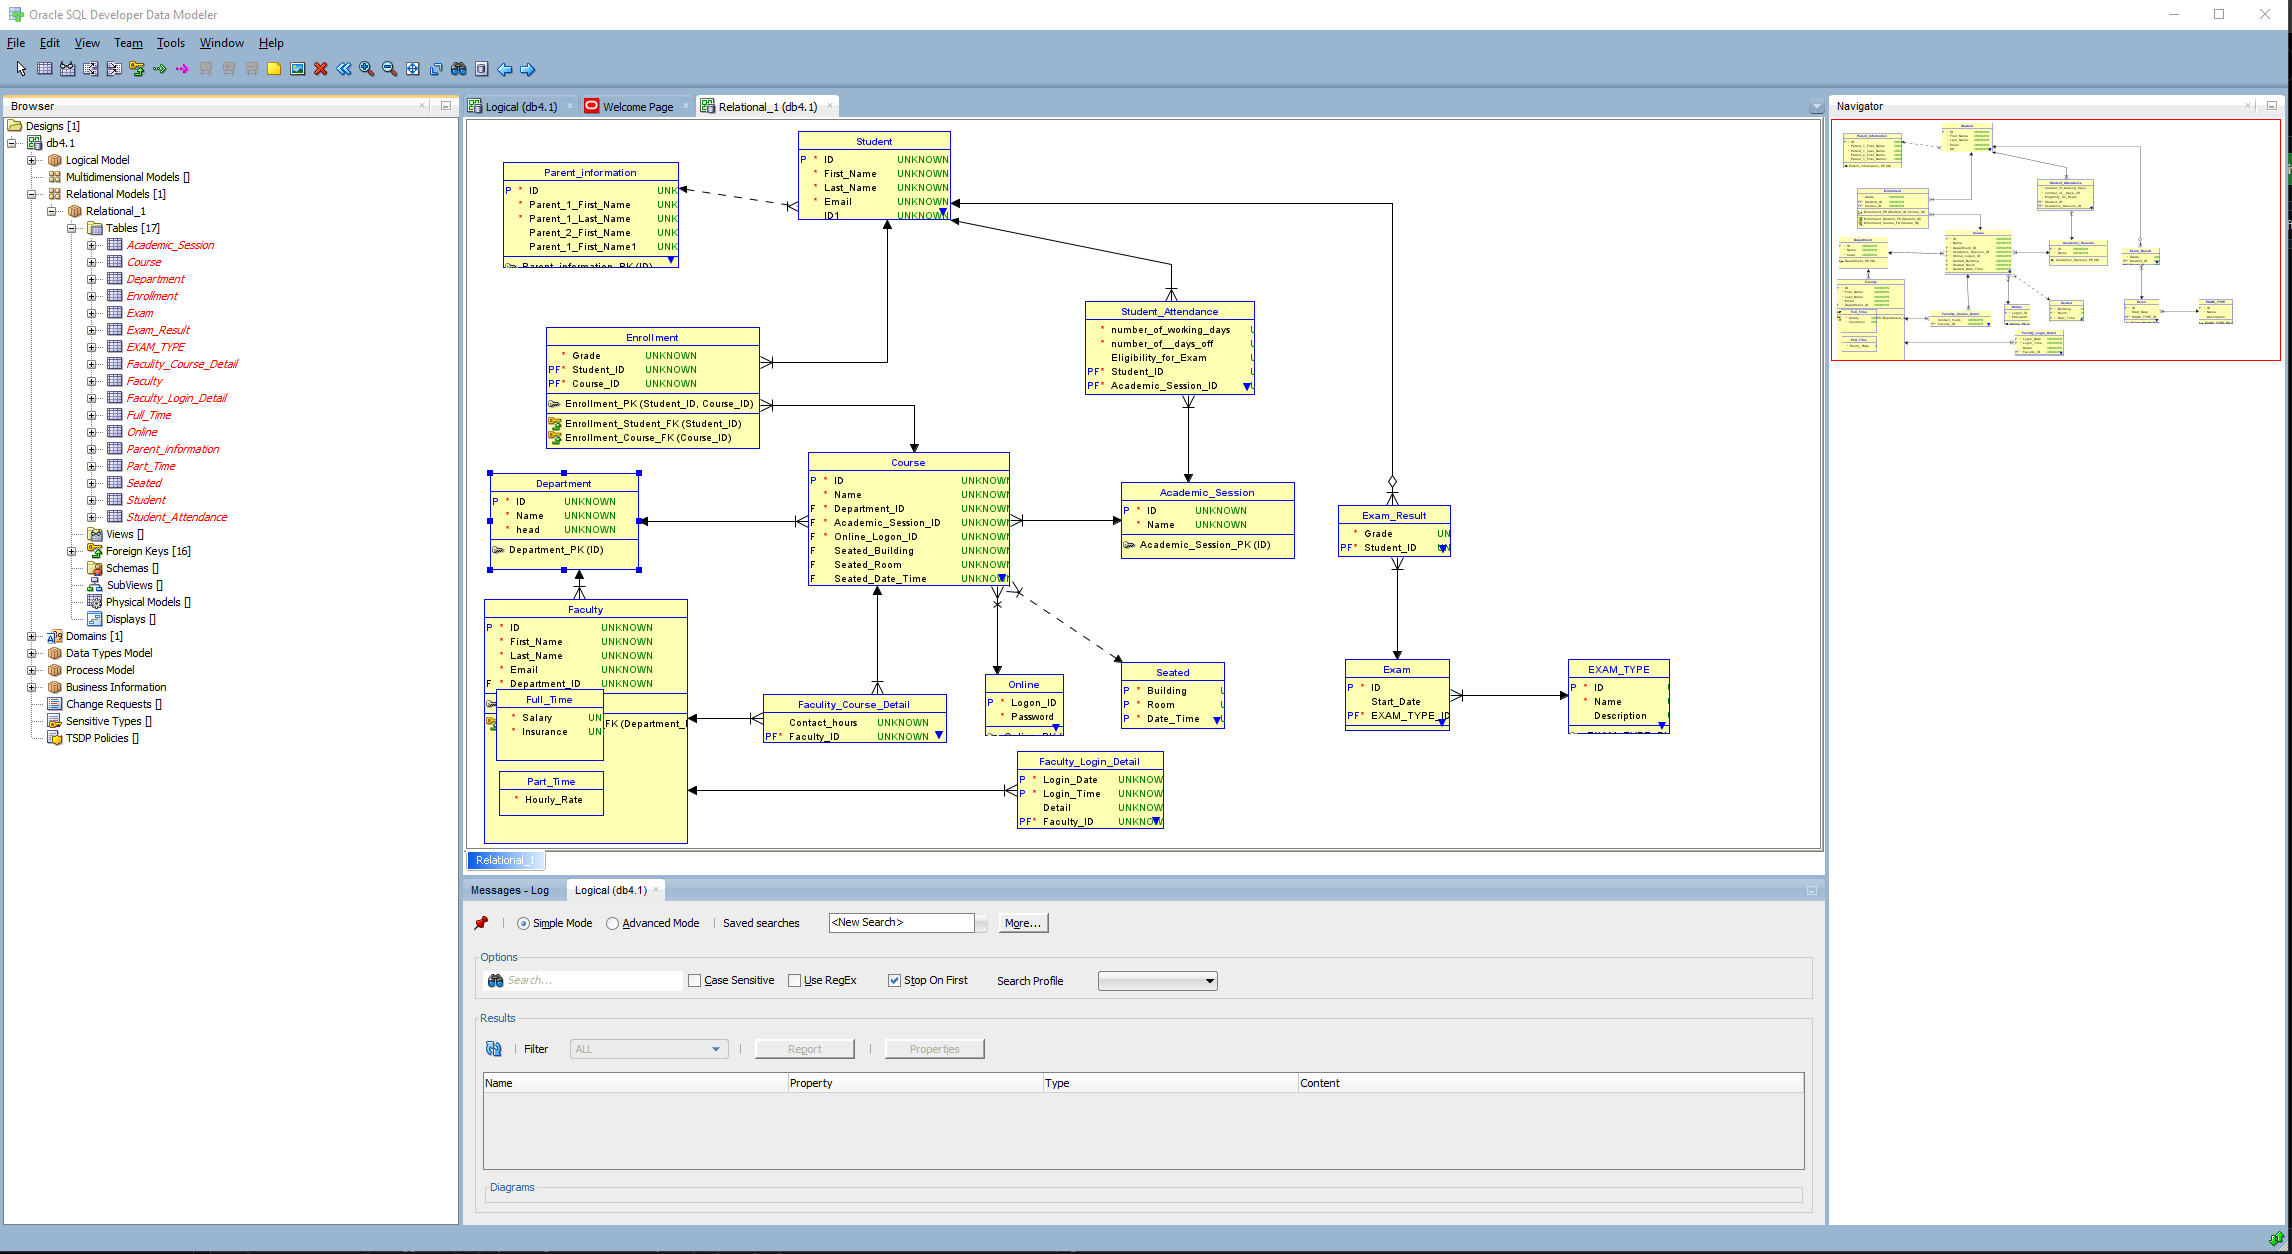 Oracle SQL Developer Data Modeler
File Edit View Team Tools Window Help
Browser
Designs [1]
db4.1
Logical Model
Multidimensional Models []
Relational Models [1]
Relational_1
Tables [17]
Academic_Session
Course
Department
Enrollment
Exam
Exam_Result
EXAM_TYPE
Faculity_Course_Detail
Faculty
Faculty_Login_Detail
Full_Time
Online
Parent_information
Part_Time
Seated
Student
Student_Attendance
Views []
Foreign Keys [16]
Schemas []
SubViews []
Physical Models []
Displays []
Domains [1]
Data Types Model
Process Model
Business Information
Change Requests []
Sensitive Types []
TSDP Policies []
Logical (db4.1)
Welcome Page
Relational_1 (db4.1)
Student
P * ID UNKNOWN
* First_Name UNKNOWN
* Last_Name UNKNOWN
* Email UNKNOWN
ID1 UNKNOWN
Parent_information
P * ID UNK
* Parent_1_First_Name UNK
* Parent_1_Last_Name UNK
Parent_2_First_Name UNK
Parent_1_First_Name1 UNK
Parent_information_PK (ID)
Student_Attendance
* number_of_working_days U
* number_of__days_off U
Eligibility_for_Exam U
PF* Student_ID U
PF* Academic_Session_ID U
Enrollment
* Grade UNKNOWN
PF* Student_ID UNKNOWN
PF* Course_ID UNKNOWN
Enrollment_PK (Student_ID, Course_ID)
Enrollment_Student_FK (Student_ID)
Enrollment_Course_FK (Course_ID)
Course
P * ID UNKNOWN
* Name UNKNOWN
F * Department_ID UNKNOWN
F * Academic_Session_ID UNKNOWN
F * Online_Logon_ID UNKNOWN
F Seated_Building UNKNOWN
F Seated_Room UNKNOWN
F Seated_Date_Time UNKNOWN
Department
P * ID UNKNOWN
* Name UNKNOWN
* head UNKNOWN
Department_PK (ID)
Academic_Session
P * ID UNKNOWN
* Name UNKNOWN
Academic_Session_PK (ID)
Exam_Result
* Grade UN
PF* Student_ID UN
Faculty
P * ID UNKNOWN
* First_Name UNKNOWN
* Last_Name UNKNOWN
* Email UNKNOWN
F * Department_ID UNKNOWN
Full_Time
* Salary UN
* Insurance UN
FK (Department_
Part_Time
* Hourly_Rate
Faculity_Course_Detail
Contact_hours UNKNOWN
PF* Faculty_ID UNKNOWN
Online
P * Logon_ID
* Password
Seated
P * Building U
P * Room U
P * Date_Time U
Exam
P * ID
Start_Date
PF* EXAM_TYPE_ID
EXAM_TYPE
P * ID
* Name
Description
Faculty_Login_Detail
P * Login_Date UNKNOW
P * Login_Time UNKNOW
Detail UNKNOW
PF* Faculty_ID UNKNOW
Relational_1
Navigator
Messages - Log
Logical (db4.1)
Simple Mode Advanced Mode Saved searches <New Search> More...
Options
Search... Case Sensitive Use RegEx Stop On First Search Profile
Results
Filter ALL Report Properties
Name Property Type Content
Diagrams